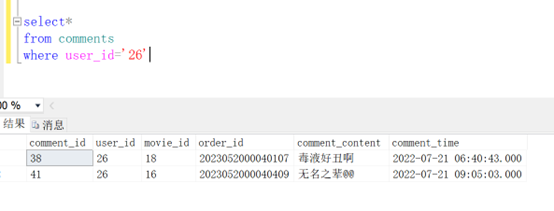 select*
from comments
where user_id='26'
00 %
结果 消息
comment_id user_id movie_id order_id comment_content comment_time
38 26 18 2023052000040107 毒液好丑啊 2022-07-21 06:40:43.000
41 26 16 2023052000040409 无名之辈@@ 2022-07-21 09:05:03.000